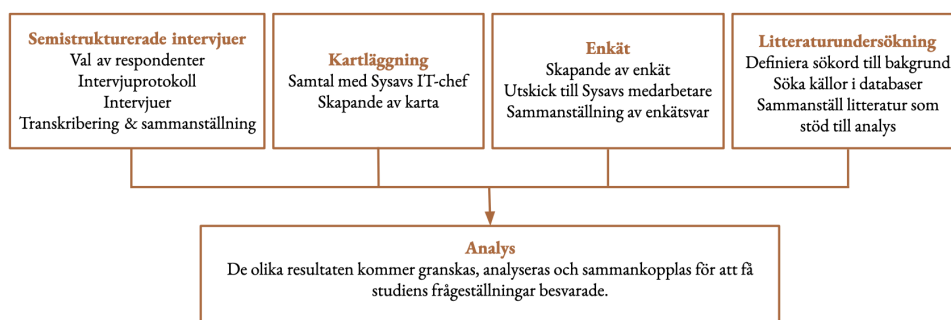 Semistrukturerade intervjuer
Val av respondenter
Intervjuprotokoll
Intervjuer
Transkribering & sammanställning
Kartläggning
Samtal med Sysavs IT-chef
Skapande av karta
Enkät
Skapande av enkät
Utskick till Sysavs medarbetare
Sammanställning av enkätsvar
Litteraturundersökning
Definiera sökord till bakgrund
Söka källor i databaser
Sammanställ litteratur som
stöd till analys
Analys
De olika resultaten kommer granskas, analyseras och sammankopplas för att få
studiens frågeställningar besvarade.